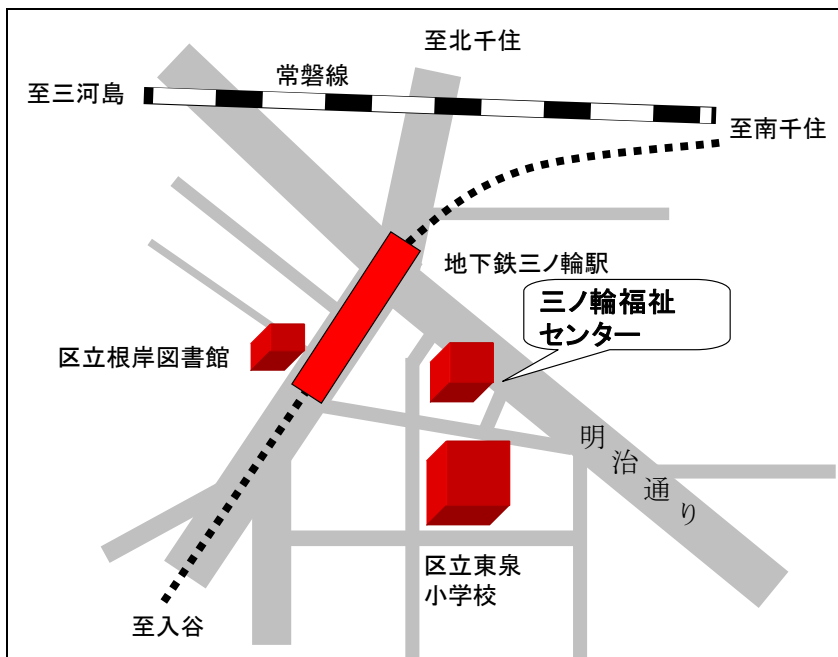 至北千住
常磐線
至三河島
至南千住
地下鉄三ノ輪駅
三ノ輪福祉
センター
区立根岸図書館
明治通り
区立東泉
小学校
至入谷